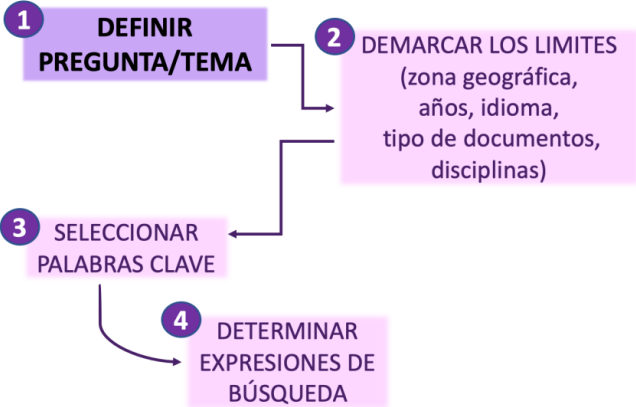 1
DEFINIR
PREGUNTA/TEMA
2
DEMARCAR LOS LIMITES
(zona geográfica,
años, idioma,
tipo de documentos,
disciplinas)
3
SELECCIONAR
PALABRAS CLAVE
4
DETERMINAR
EXPRESIONES DE
BÚSQUEDA